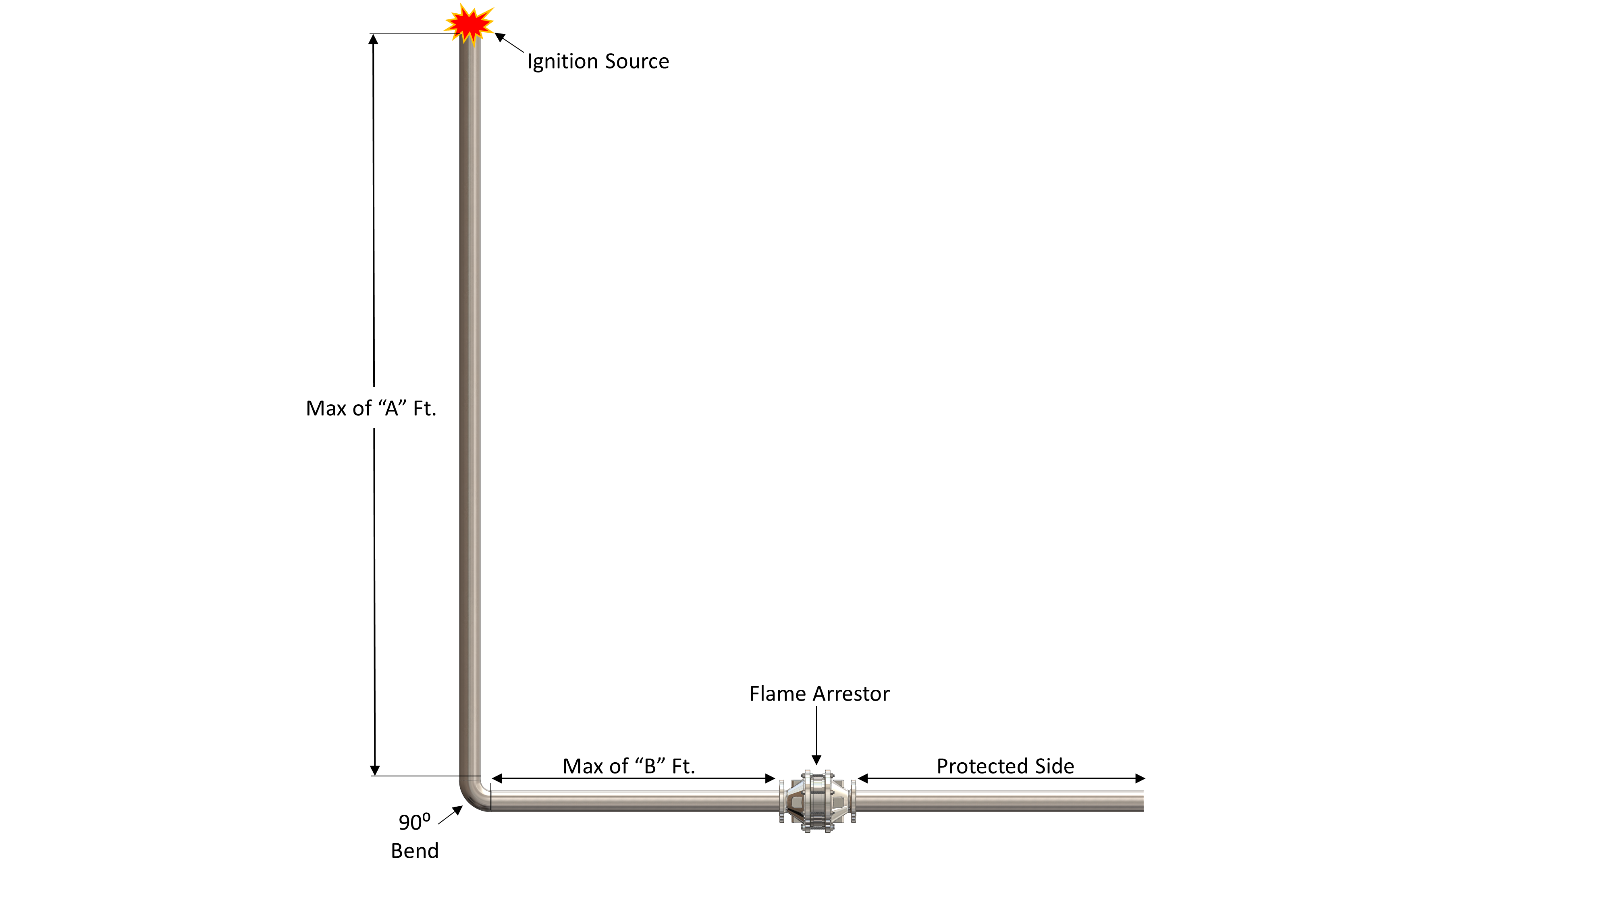 Ignition Source
Max of “A” Ft.
Flame Arrestor
Max of “B” Ft.
Protected Side
90⁰
Bend